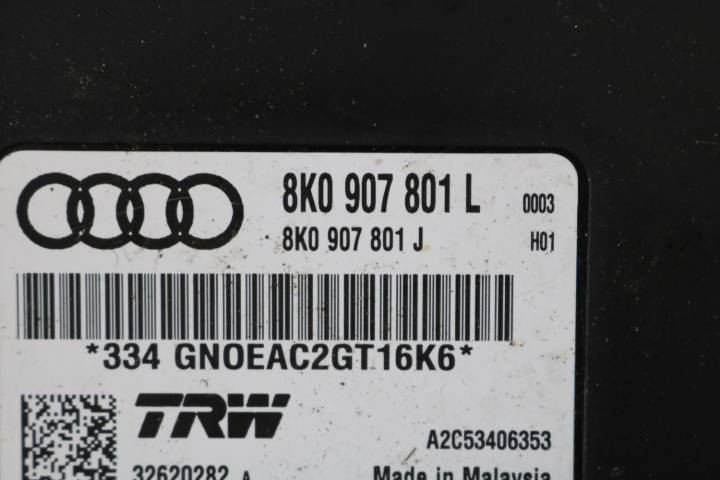 8K0 907 801 L 0003
8K0 907 801 J H01
*334 GNOEAC2GT16K6*
TRW
A2C53406353
32620282 A
Made in Malaysia